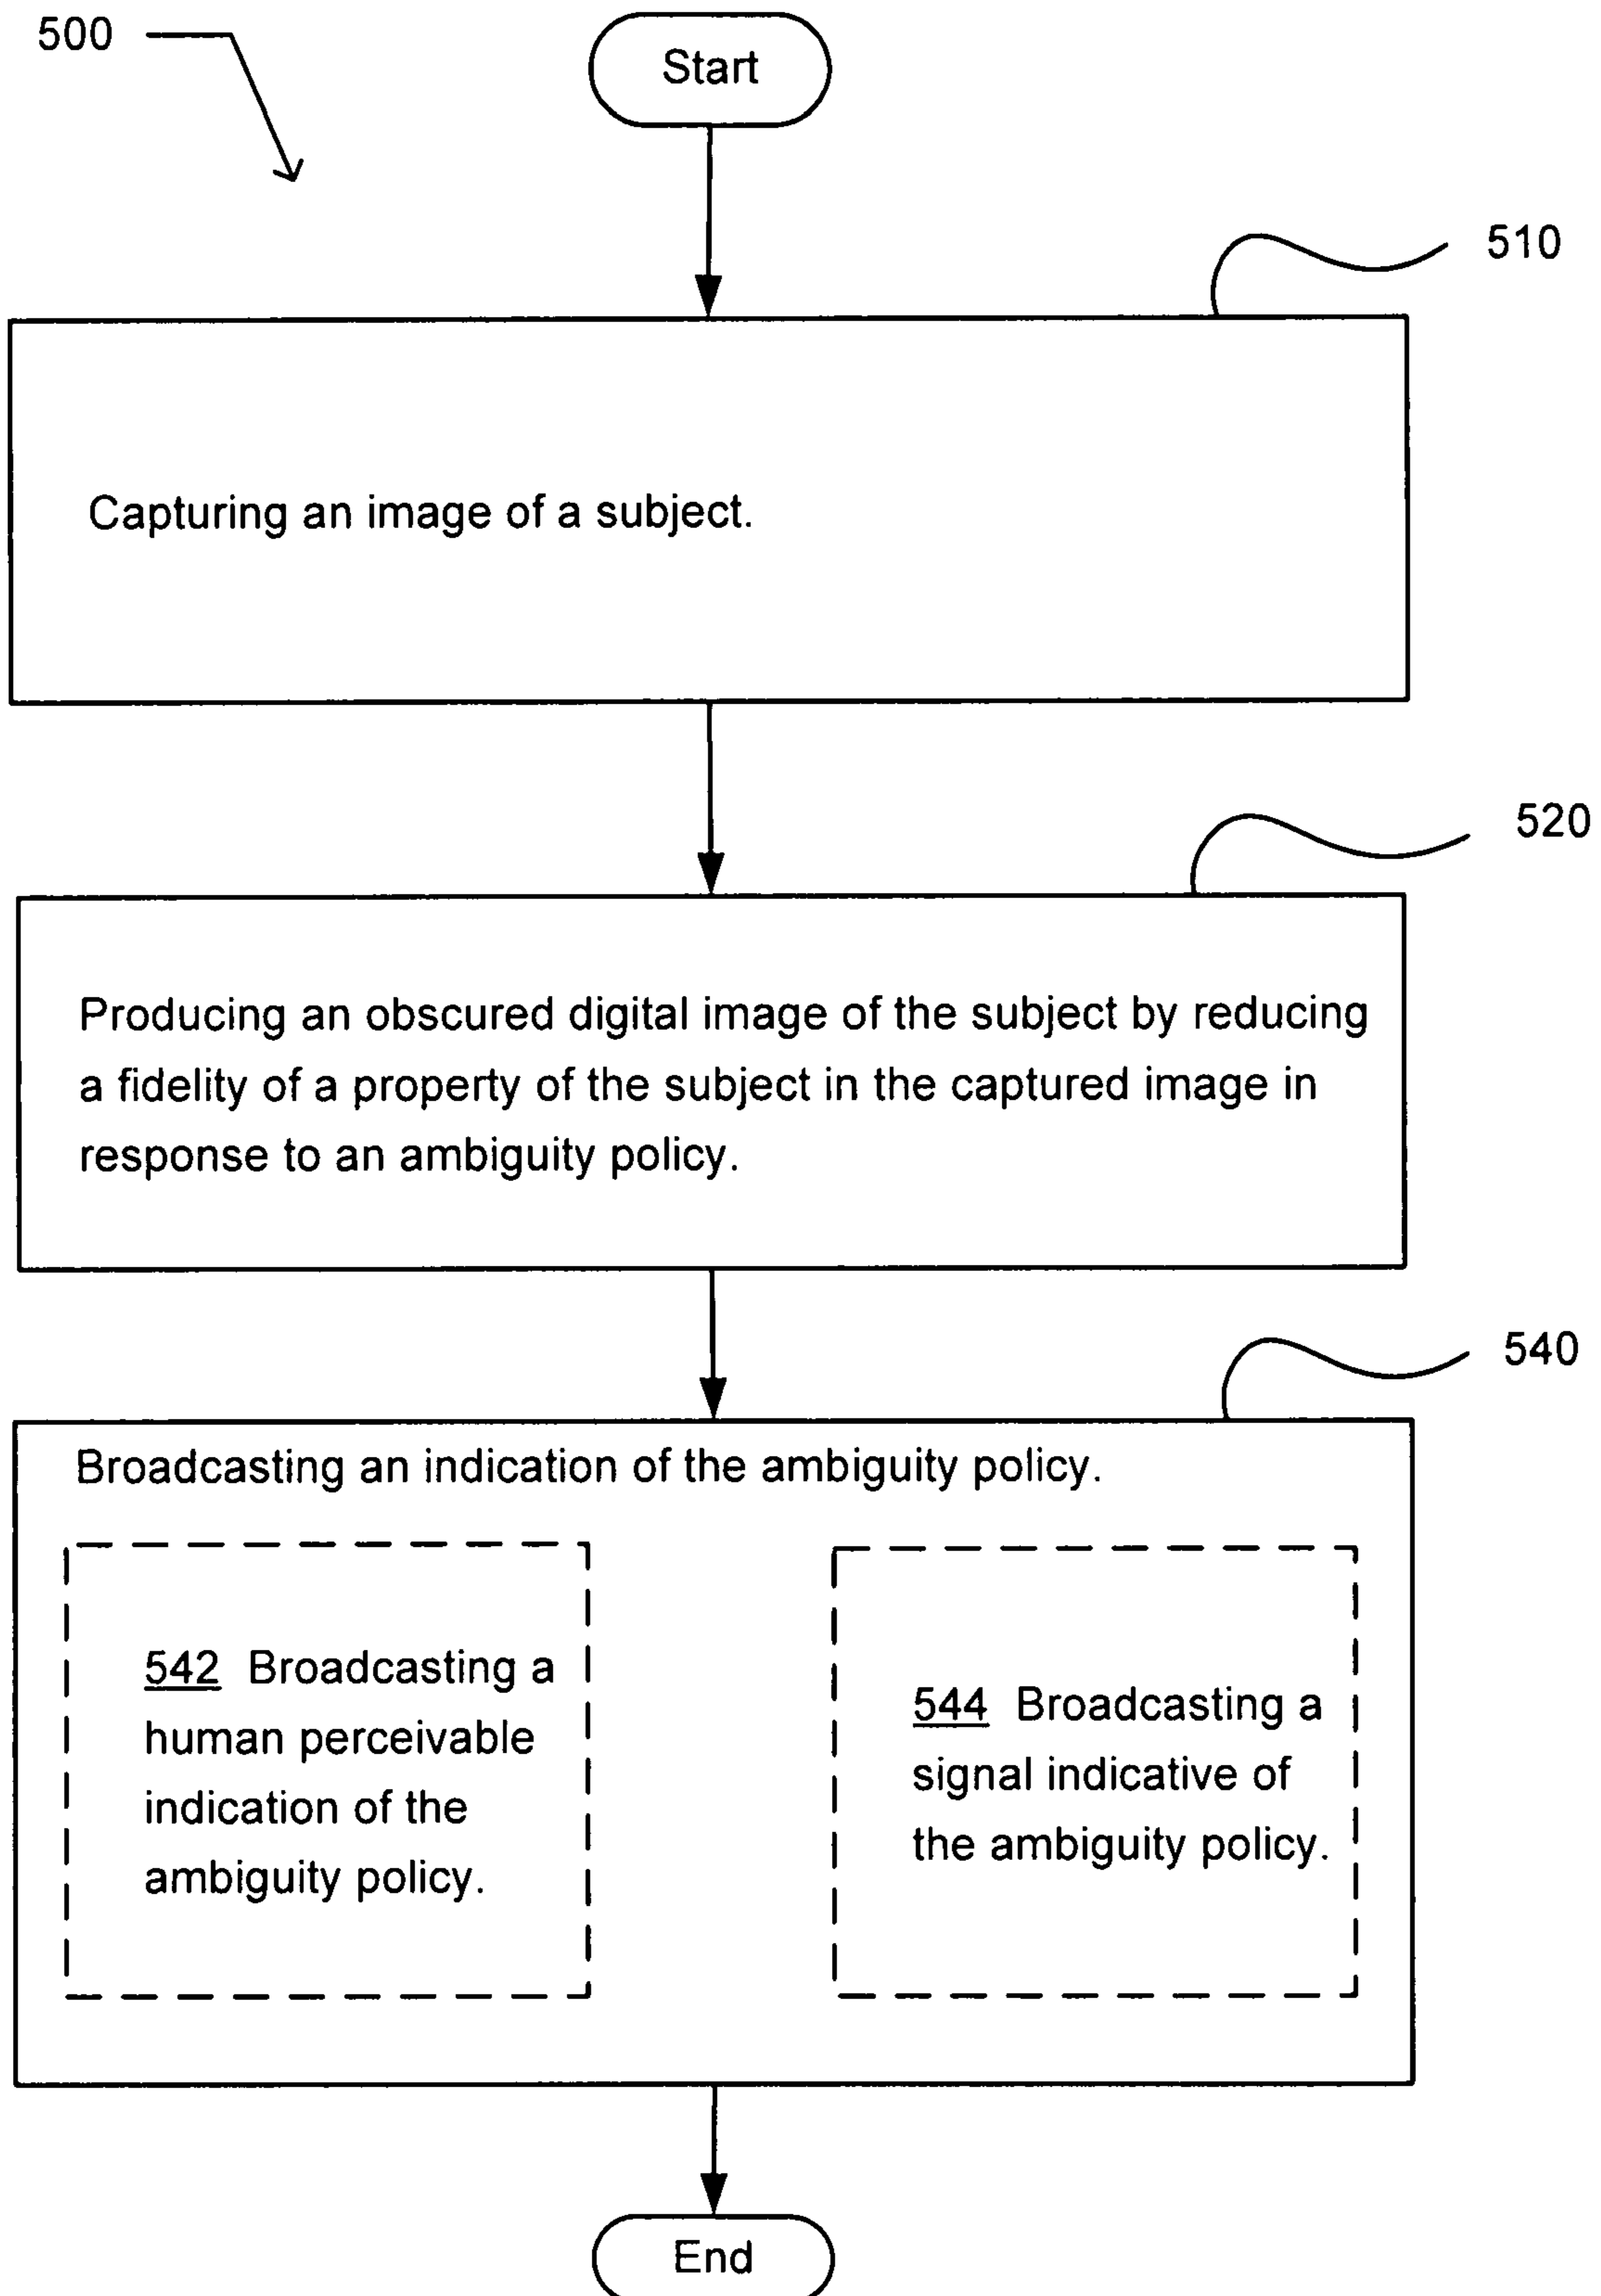 500
Start
510
Capturing an image of a subject.
520
Producing an obscured digital image of the subject by reducing
a fidelity of a property of the subject in the captured image in
response to an ambiguity policy.
540
Broadcasting an indication of the ambiguity policy.
542 Broadcasting a
human perceivable
indication of the
ambiguity policy.
544 Broadcasting a
signal indicative of
the ambiguity policy.
End